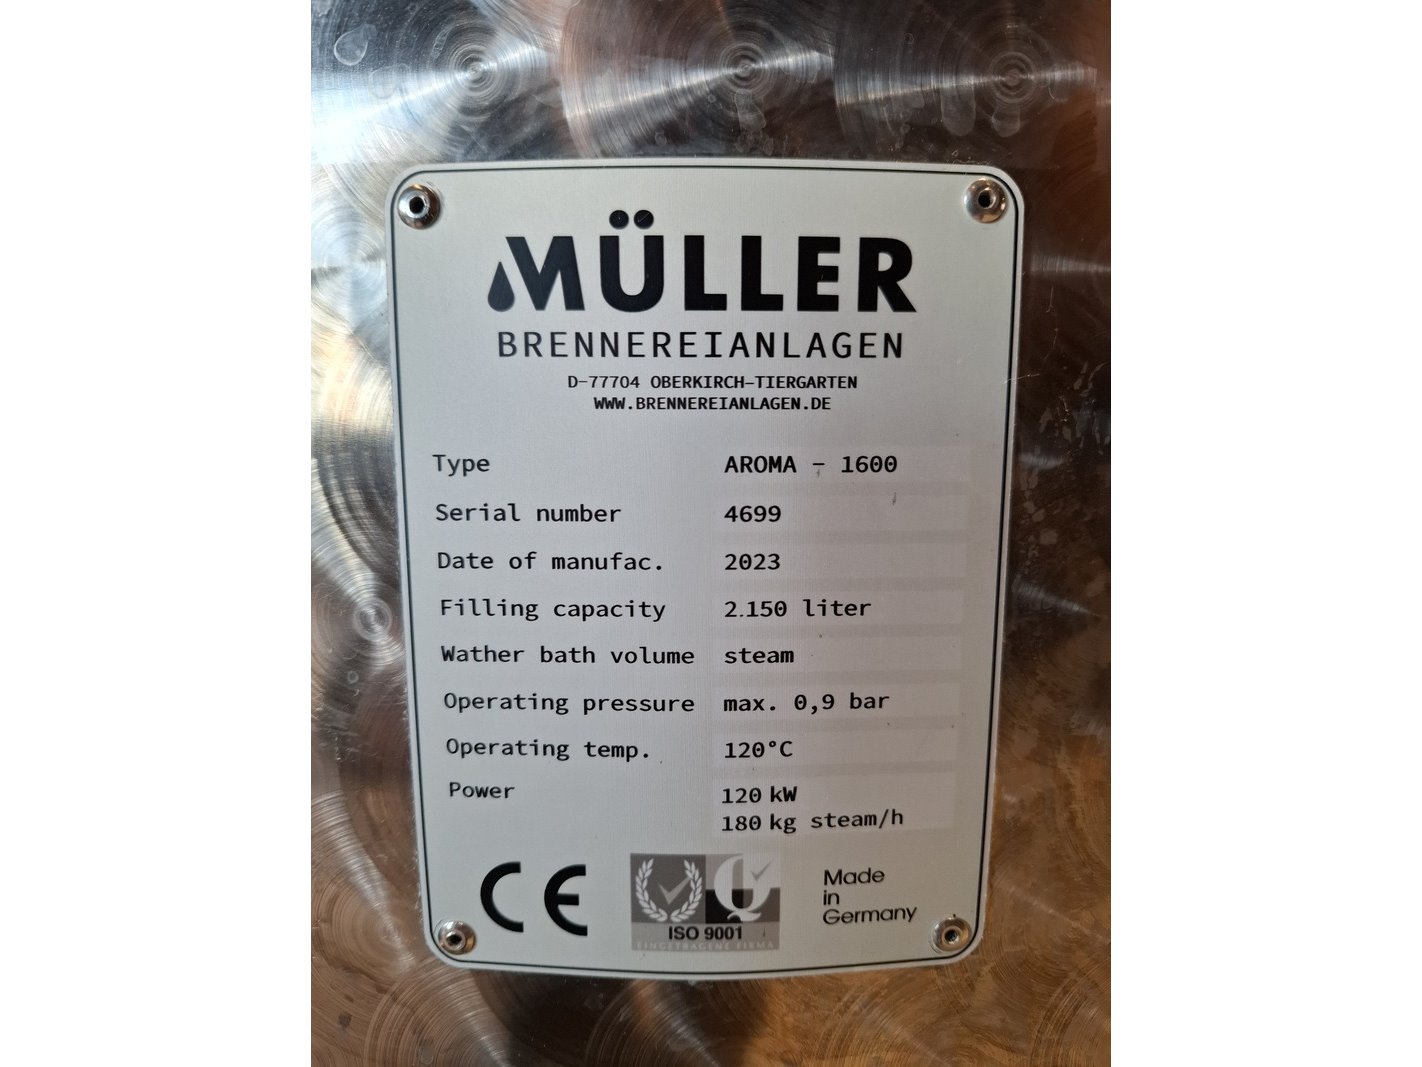 MÜLLER
BRENNEREIANLAGEN
D-77704 OBERKIRCH-TIERGARTEN
WWW.BRENNEREIANLAGEN.DE
Type AROMA - 1600
Serial number 4699
Date of manufac. 2023
Filling capacity 2.150 liter
Wather bath volume steam
Operating pressure max. 0,9 bar
Operating temp. 120°C
Power 120 kW
180 kg steam/h
CE
ISO 9001
EINGETRAGENE FIRMA
Made
in
Germany